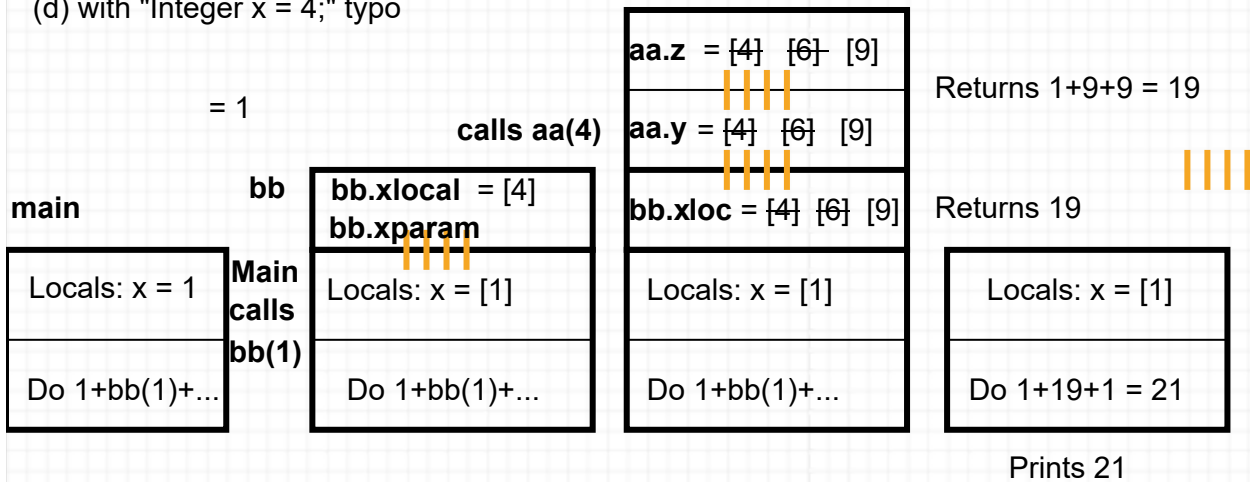 (d) with "Integer x = 4;" typo
aa.z = [4] [6] [9]
Returns 1+9+9 = 19
= 1
calls aa(4)
aa.y = [4] [6] [9]
bb
bb.xlocal = [4]
bb.xparam
main
bb.xloc = [4] [6] [9]
Returns 19
Locals: x = 1
Main
calls
bb(1)
Locals: x = [1]
Locals: x = [1]
Locals: x = [1]
Do 1+bb(1)+...
Do 1+bb(1)+...
Do 1+bb(1)+...
Do 1+19+1 = 21
Prints 21